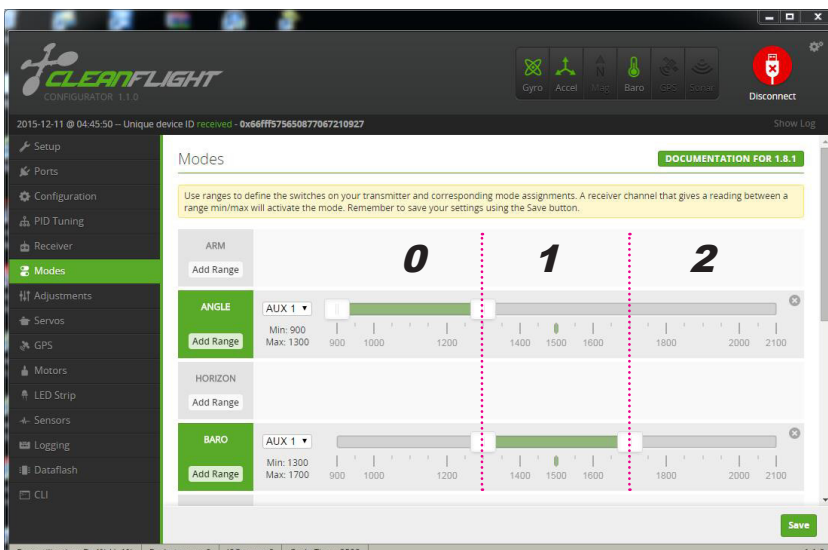 CLEANFLIGHT
CONFIGURATOR 1.1.0
Gyro Accel Mag Baro GPS Sonar
Disconnect
2015-12-11 @ 04:45:50 -- Unique device ID received - 0x66fff575650877067210927
Show Log
Setup
Ports
Configuration
PID Tuning
Receiver
Modes
Adjustments
Servos
GPS
Motors
LED Strip
Sensors
Logging
Dataflash
CLI
Modes
DOCUMENTATION FOR 1.8.1
Use ranges to define the switches on your transmitter and corresponding mode assignments. A receiver channel that gives a reading between a
range min/max will activate the mode. Remember to save your settings using the Save button.
ARM
Add Range
0 1 2
ANGLE
Add Range
AUX 1
Min: 900
Max: 1300
900 1000 1200 1400 1500 1600 1800 2000 2100
HORIZON
Add Range
BARO
Add Range
AUX 1
Min: 1300
Max: 1700
900 1000 1200 1400 1500 1600 1800 2000 2100
Save